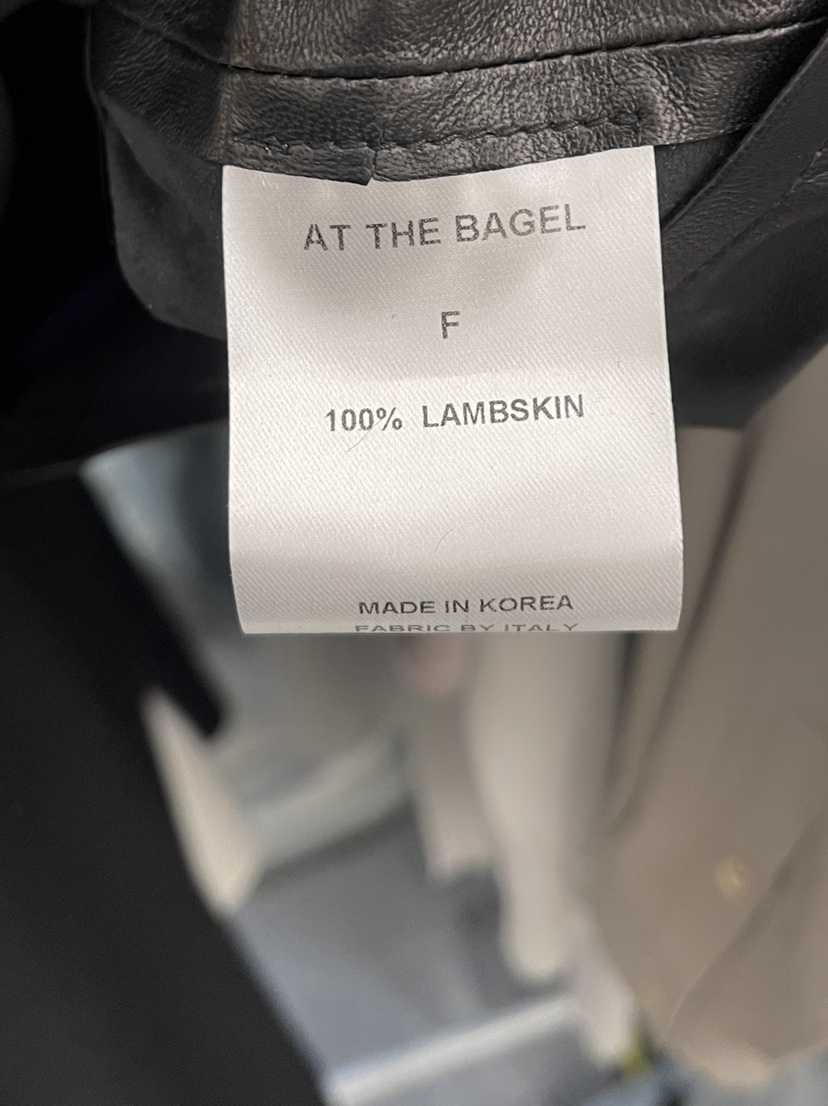 AT THE BAGEL
F
100% LAMBSKIN
MADE IN KOREA
FABRIC BY ITALY